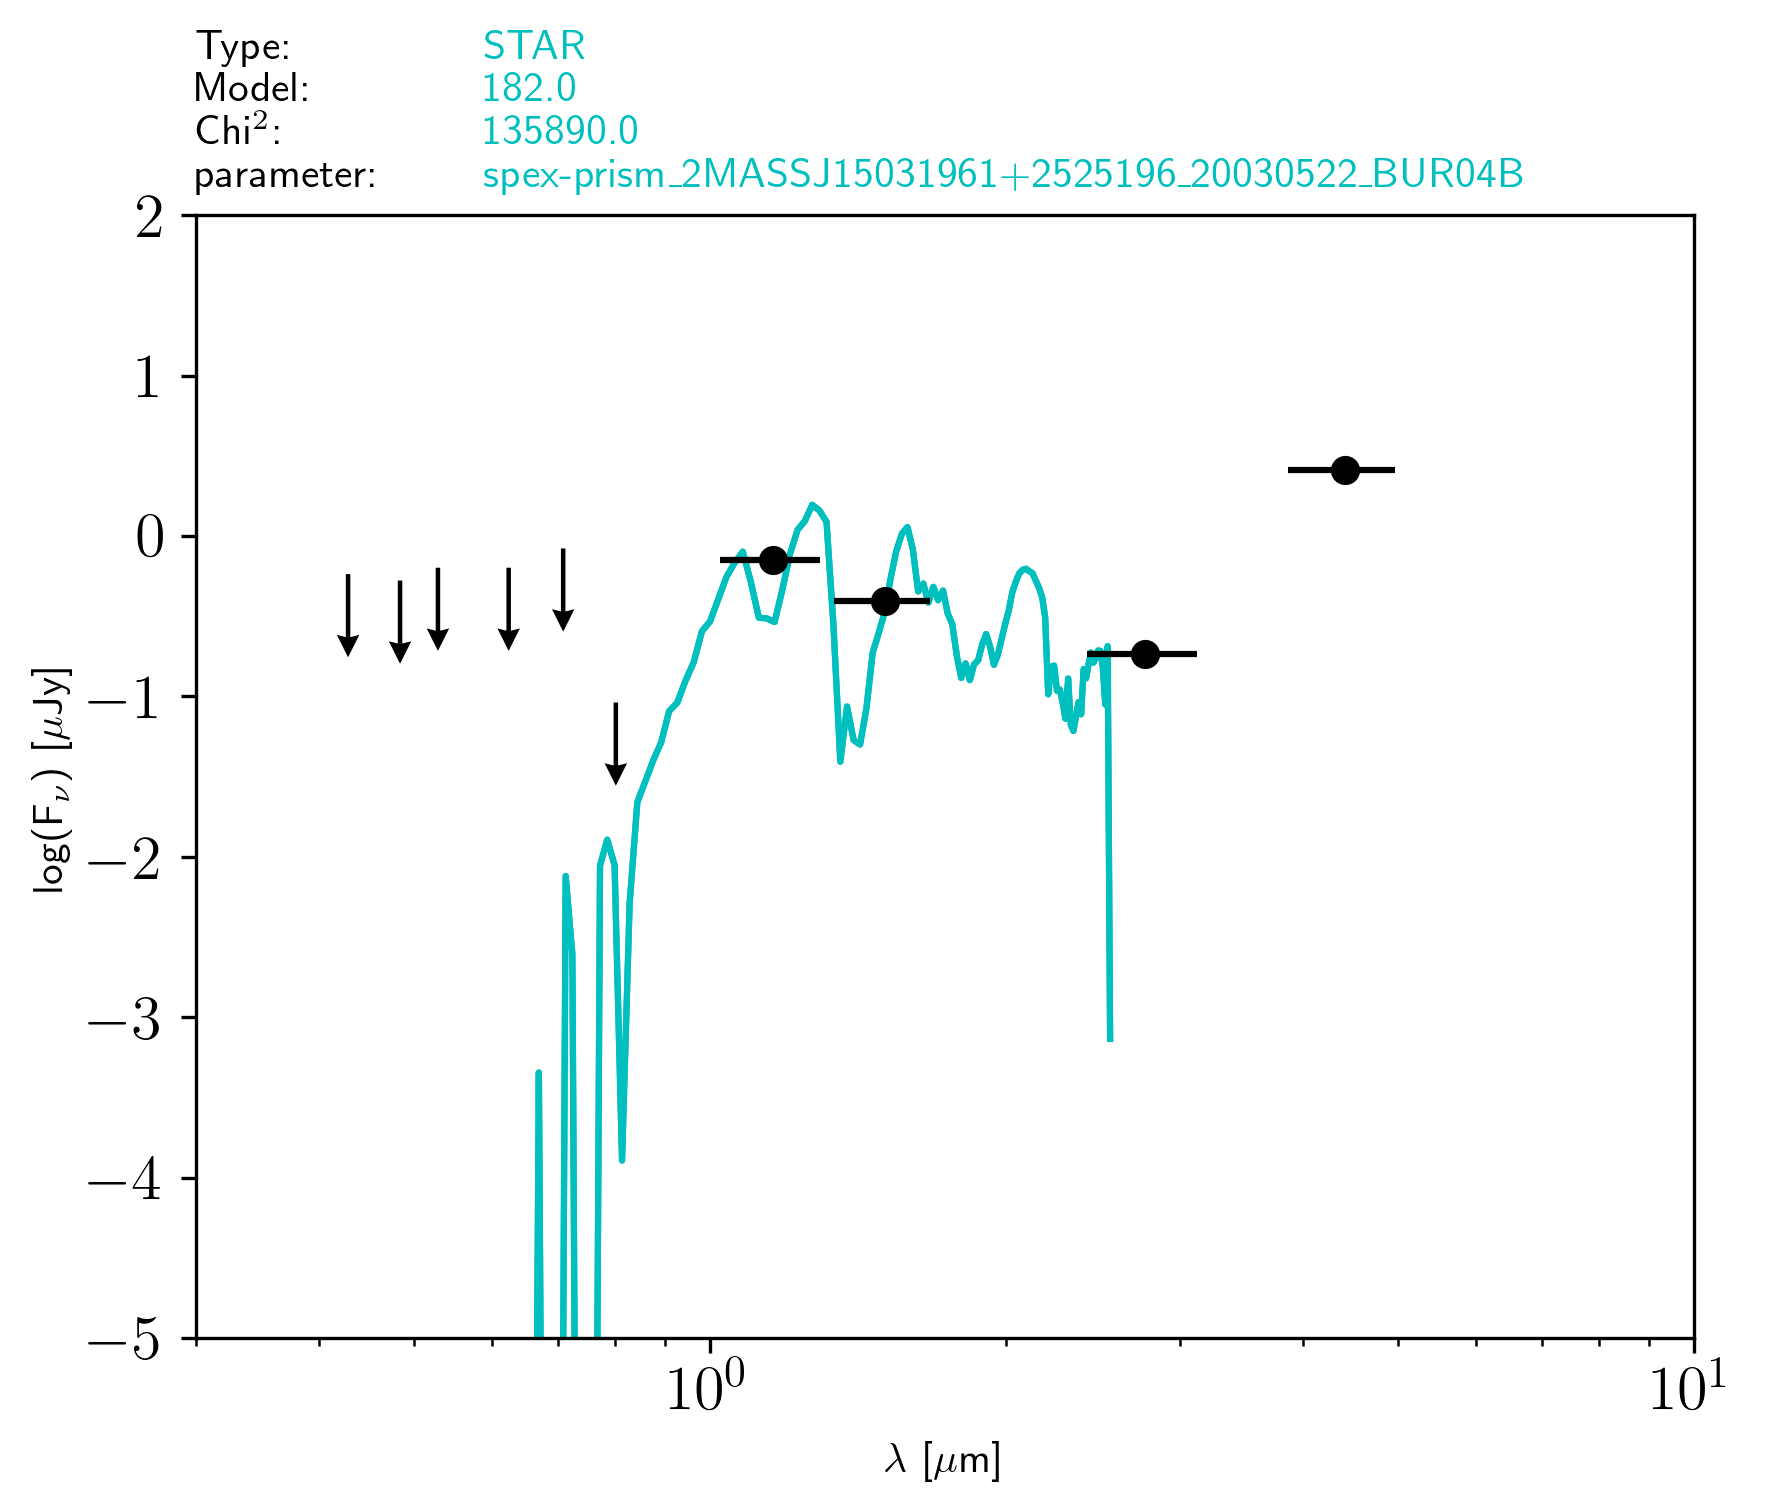 Type: STAR
Model: 182.0
Chi²: 135890.0
parameter: spex-prism_2MASSJ15031961+2525196_20030522_BUR04B
2
1
0
−1
−2
−3
−4
−5
log(Fν) [μJy]
10⁰ 10¹
λ [μm]